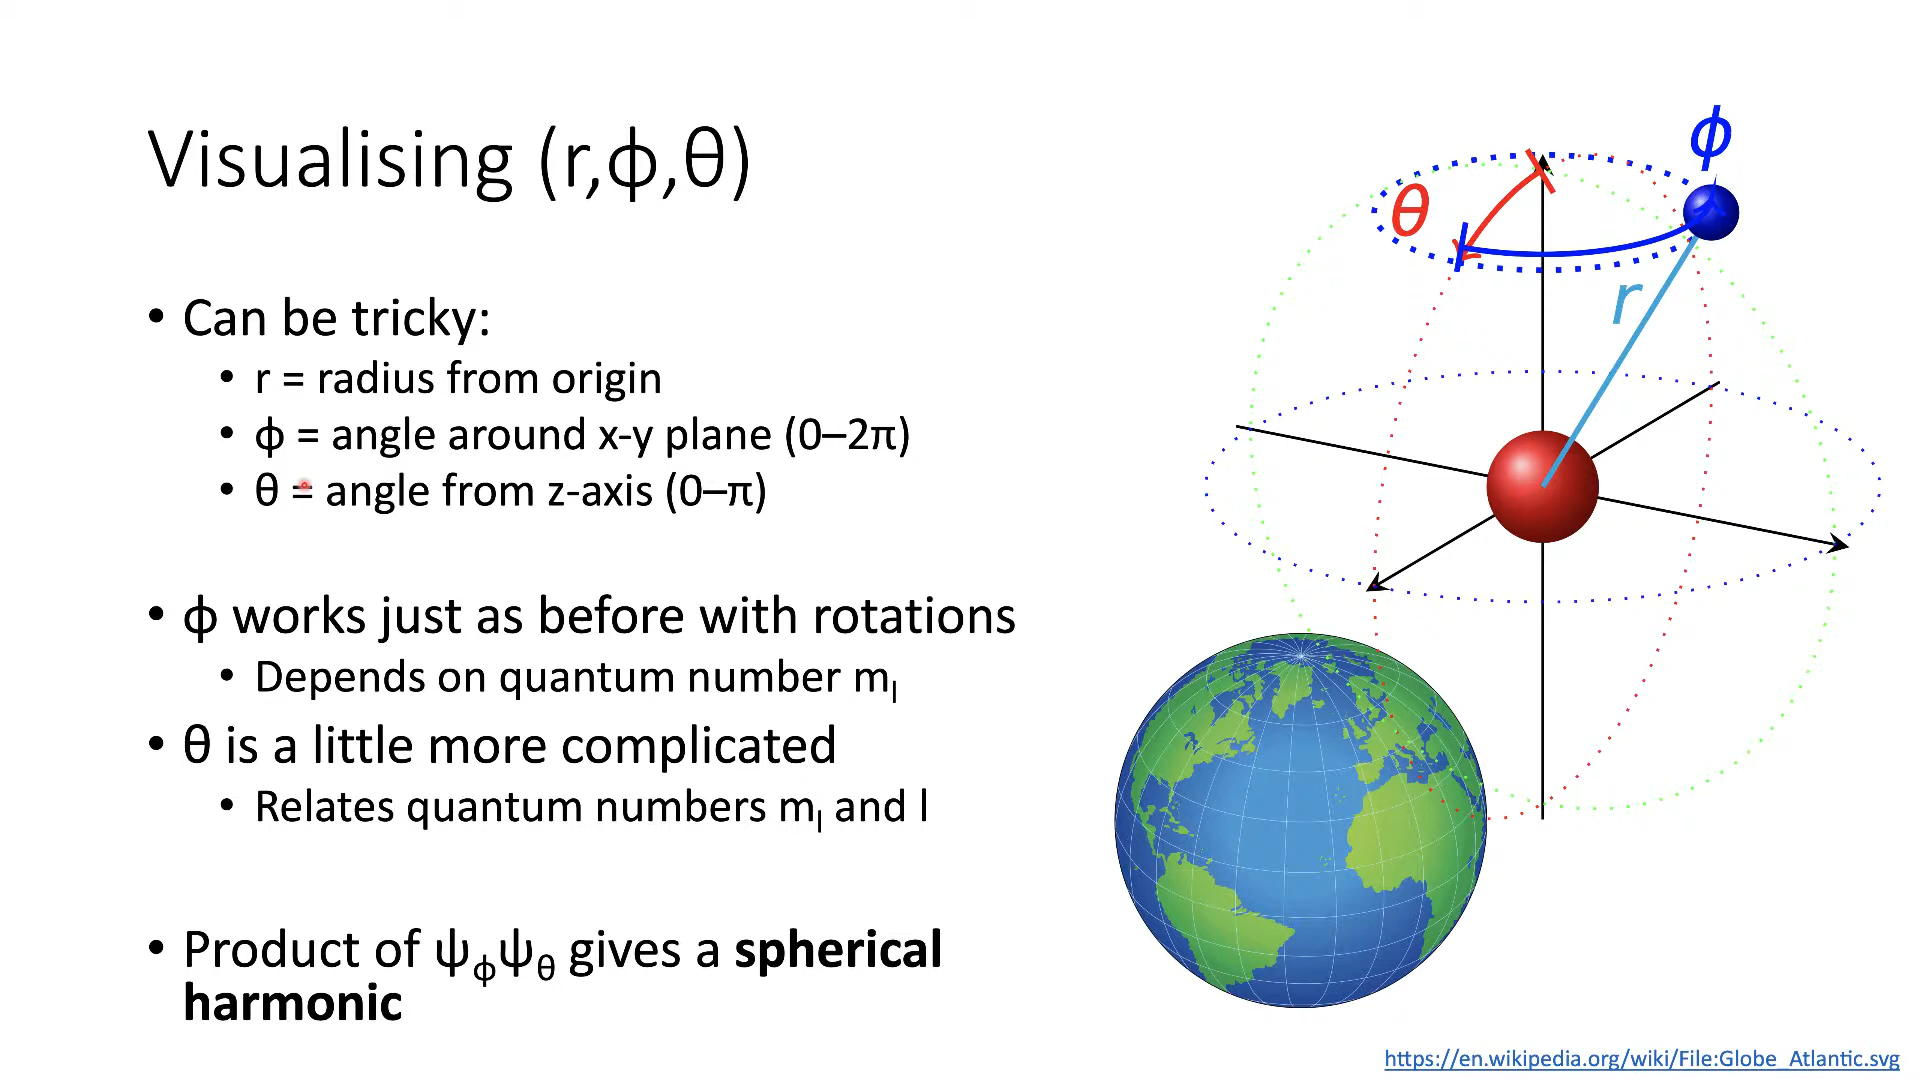 Visualising (r,ϕ,θ)
• Can be tricky:
• r = radius from origin
• ϕ = angle around x-y plane (0–2π)
• θ = angle from z-axis (0–π)
• ϕ works just as before with rotations
• Depends on quantum number mₗ
• θ is a little more complicated
• Relates quantum numbers mₗ and l
• Product of ψ_ϕψ_θ gives a spherical
harmonic
ϕ
θ
r
https://en.wikipedia.org/wiki/File:Globe_Atlantic.svg